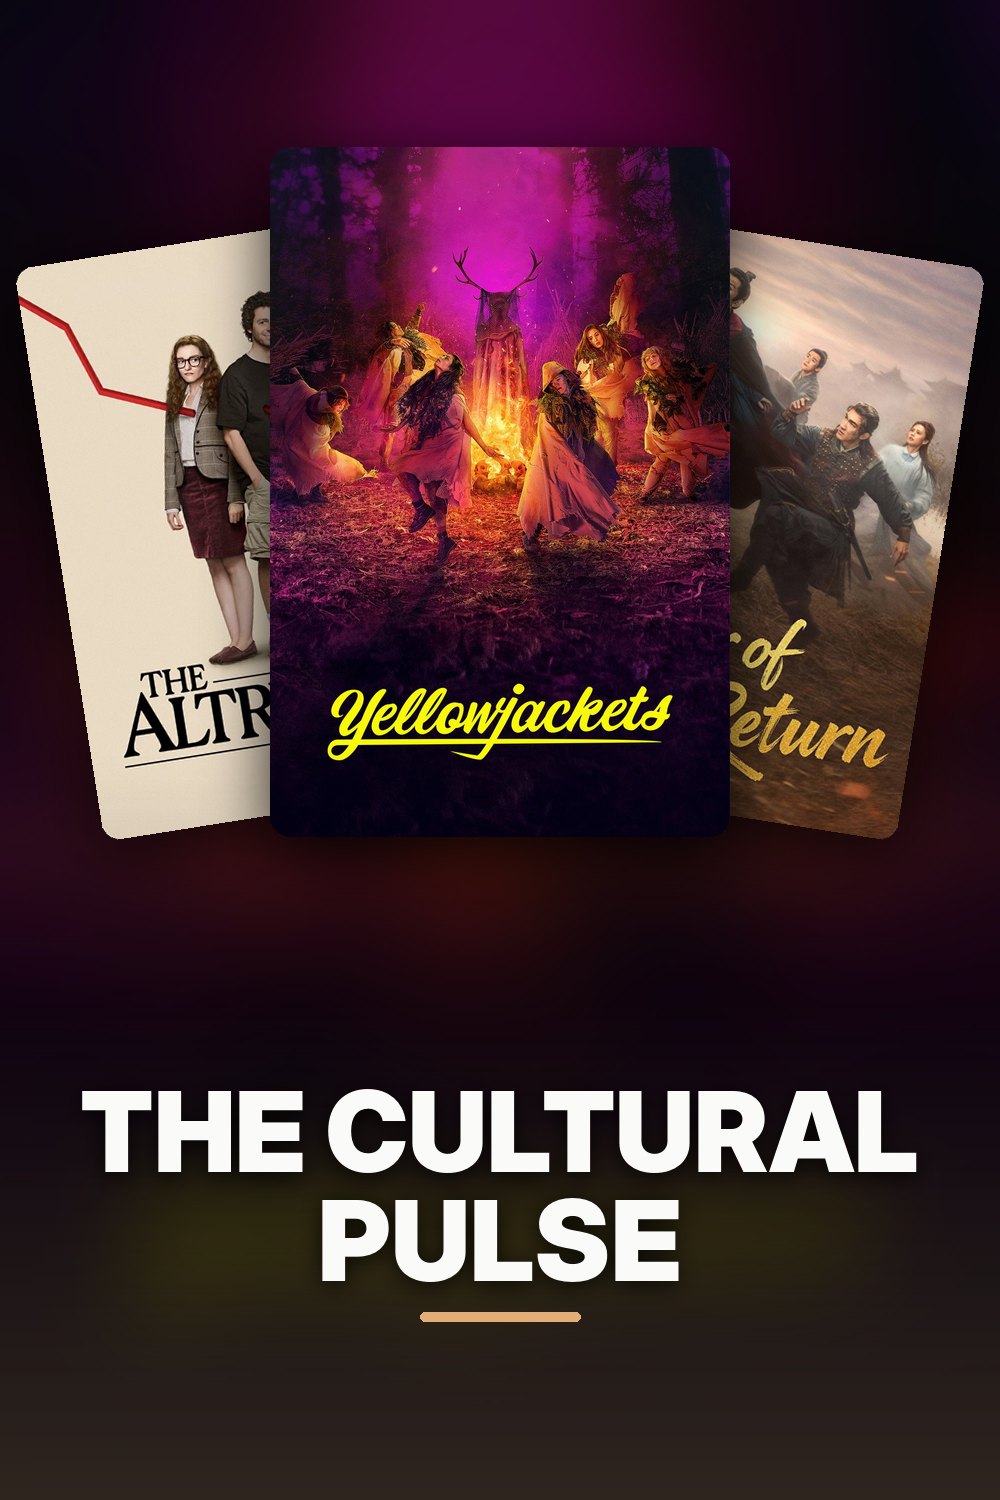 THE
ALTR
Yellowjackets
of
Return
THE CULTURAL
PULSE